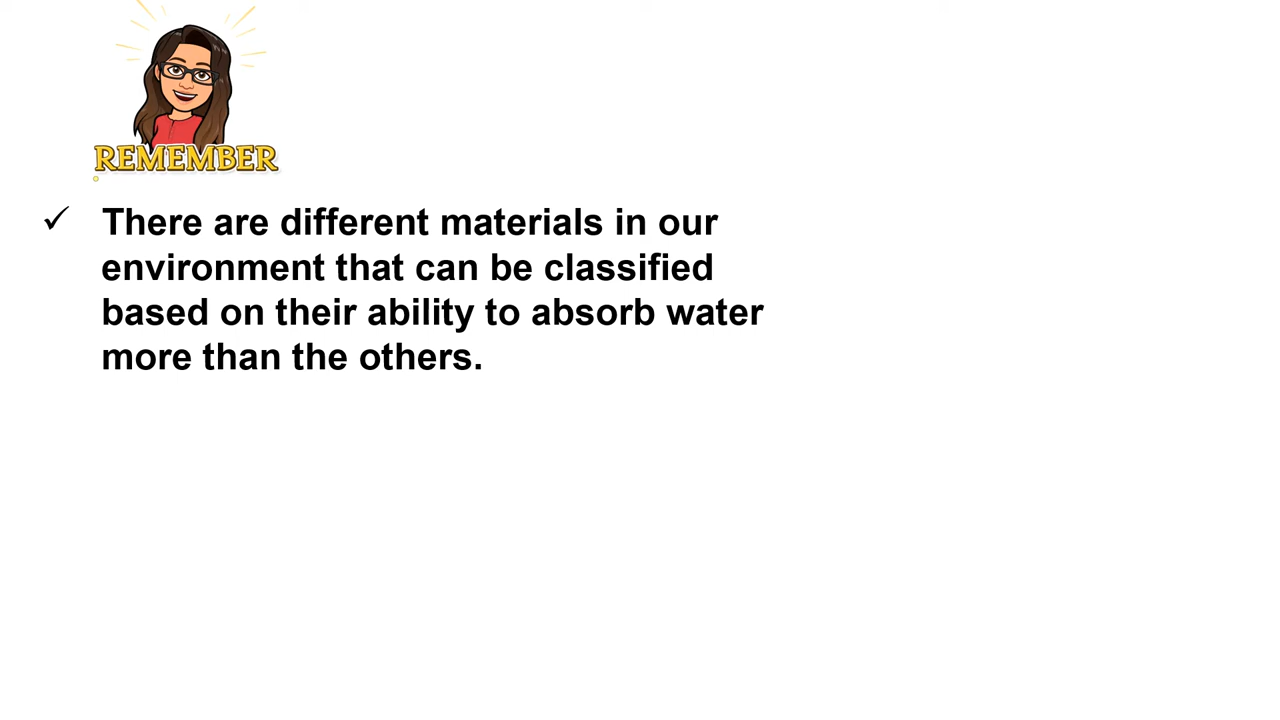 REMEMBER
✓ There are different materials in our
environment that can be classified
based on their ability to absorb water
more than the others.